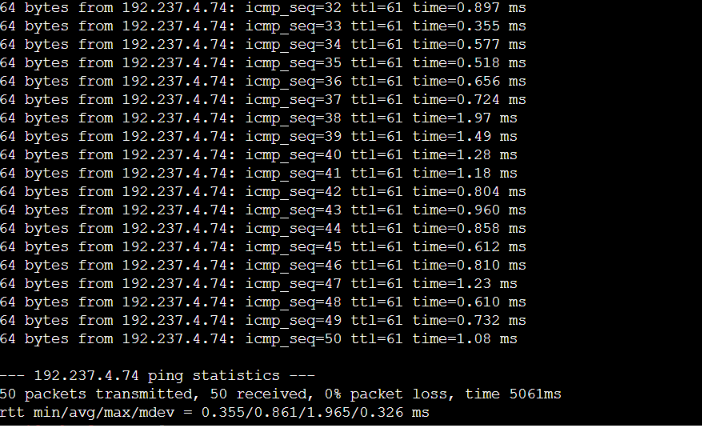 64 bytes from 192.237.4.74: icmp_seq=32 ttl=61 time=0.897 ms
64 bytes from 192.237.4.74: icmp_seq=33 ttl=61 time=0.355 ms
64 bytes from 192.237.4.74: icmp_seq=34 ttl=61 time=0.577 ms
64 bytes from 192.237.4.74: icmp_seq=35 ttl=61 time=0.518 ms
64 bytes from 192.237.4.74: icmp_seq=36 ttl=61 time=0.656 ms
64 bytes from 192.237.4.74: icmp_seq=37 ttl=61 time=0.724 ms
64 bytes from 192.237.4.74: icmp_seq=38 ttl=61 time=1.97 ms
64 bytes from 192.237.4.74: icmp_seq=39 ttl=61 time=1.49 ms
64 bytes from 192.237.4.74: icmp_seq=40 ttl=61 time=1.28 ms
64 bytes from 192.237.4.74: icmp_seq=41 ttl=61 time=1.18 ms
64 bytes from 192.237.4.74: icmp_seq=42 ttl=61 time=0.804 ms
64 bytes from 192.237.4.74: icmp_seq=43 ttl=61 time=0.960 ms
64 bytes from 192.237.4.74: icmp_seq=44 ttl=61 time=0.858 ms
64 bytes from 192.237.4.74: icmp_seq=45 ttl=61 time=0.612 ms
64 bytes from 192.237.4.74: icmp_seq=46 ttl=61 time=0.810 ms
64 bytes from 192.237.4.74: icmp_seq=47 ttl=61 time=1.23 ms
64 bytes from 192.237.4.74: icmp_seq=48 ttl=61 time=0.610 ms
64 bytes from 192.237.4.74: icmp_seq=49 ttl=61 time=0.732 ms
64 bytes from 192.237.4.74: icmp_seq=50 ttl=61 time=1.08 ms
--- 192.237.4.74 ping statistics ---
50 packets transmitted, 50 received, 0% packet loss, time 5061ms
rtt min/avg/max/mdev = 0.355/0.861/1.965/0.326 ms